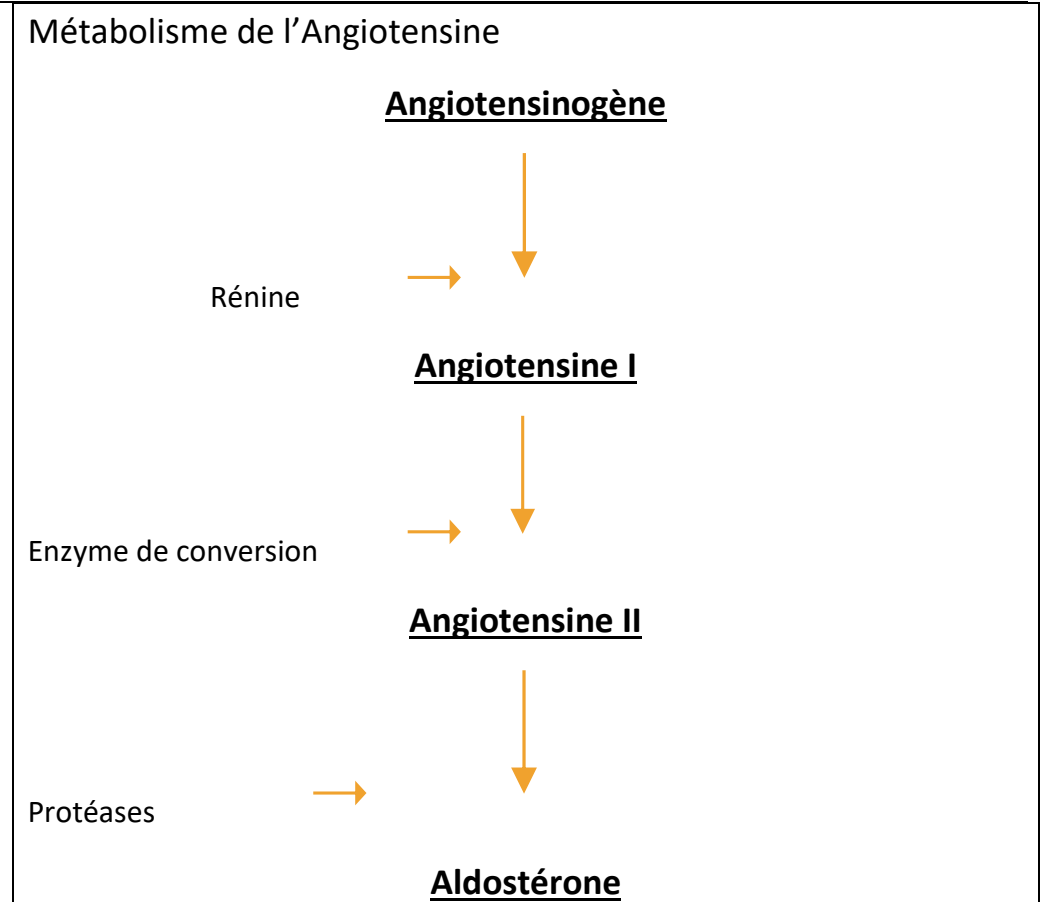 Métabolisme de l’Angiotensine
Angiotensinogène
Rénine
Angiotensine I
Enzyme de conversion
Angiotensine II
Protéases
Aldostérone